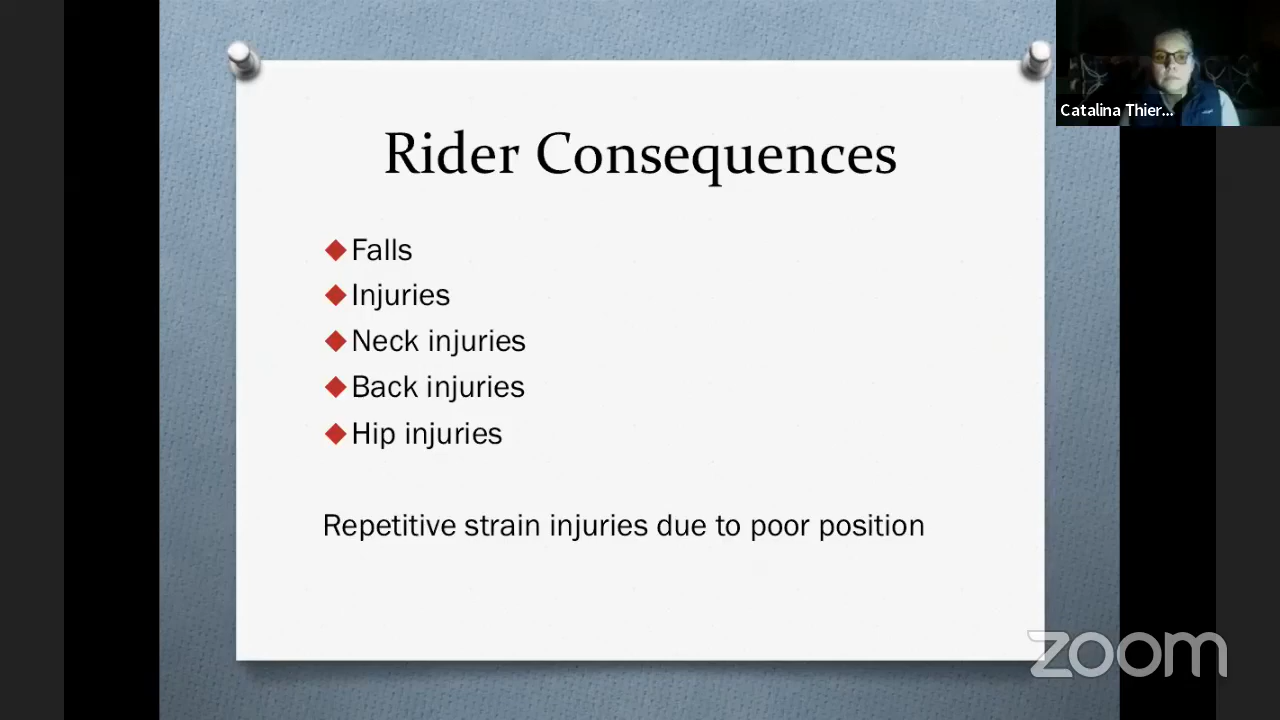 Rider Consequences
Falls
Injuries
Neck injuries
Back injuries
Hip injuries
Repetitive strain injuries due to poor position
Catalina Thier...
zoom